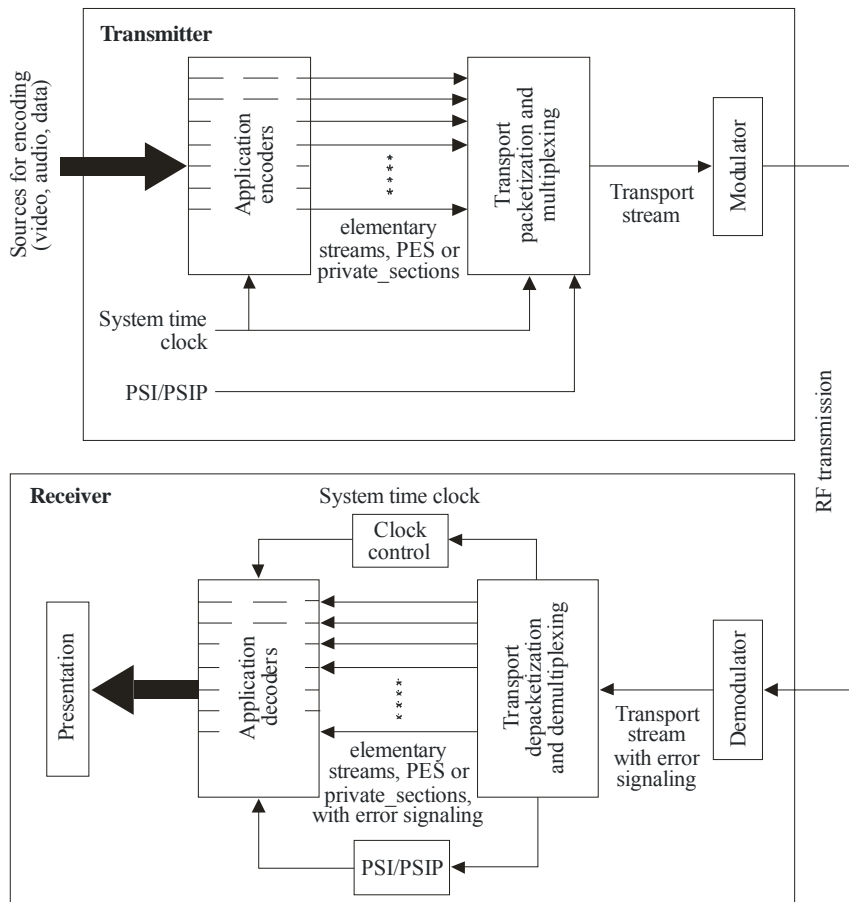 Transmitter
Sources for encoding
(video, audio, data)
Application
encoders
****
elementary
streams, PES or
private_sections
Transport
packetization and
multiplexing
Transport
stream
Modulator
System time
clock
PSI/PSIP
RF transmission
Receiver
System time clock
Clock
control
Presentation
Application
decoders
****
elementary
streams, PES or
private_sections,
with error signaling
Transport
depacketization
and demultiplexing
Transport
stream
with error
signaling
Demodulator
PSI/PSIP